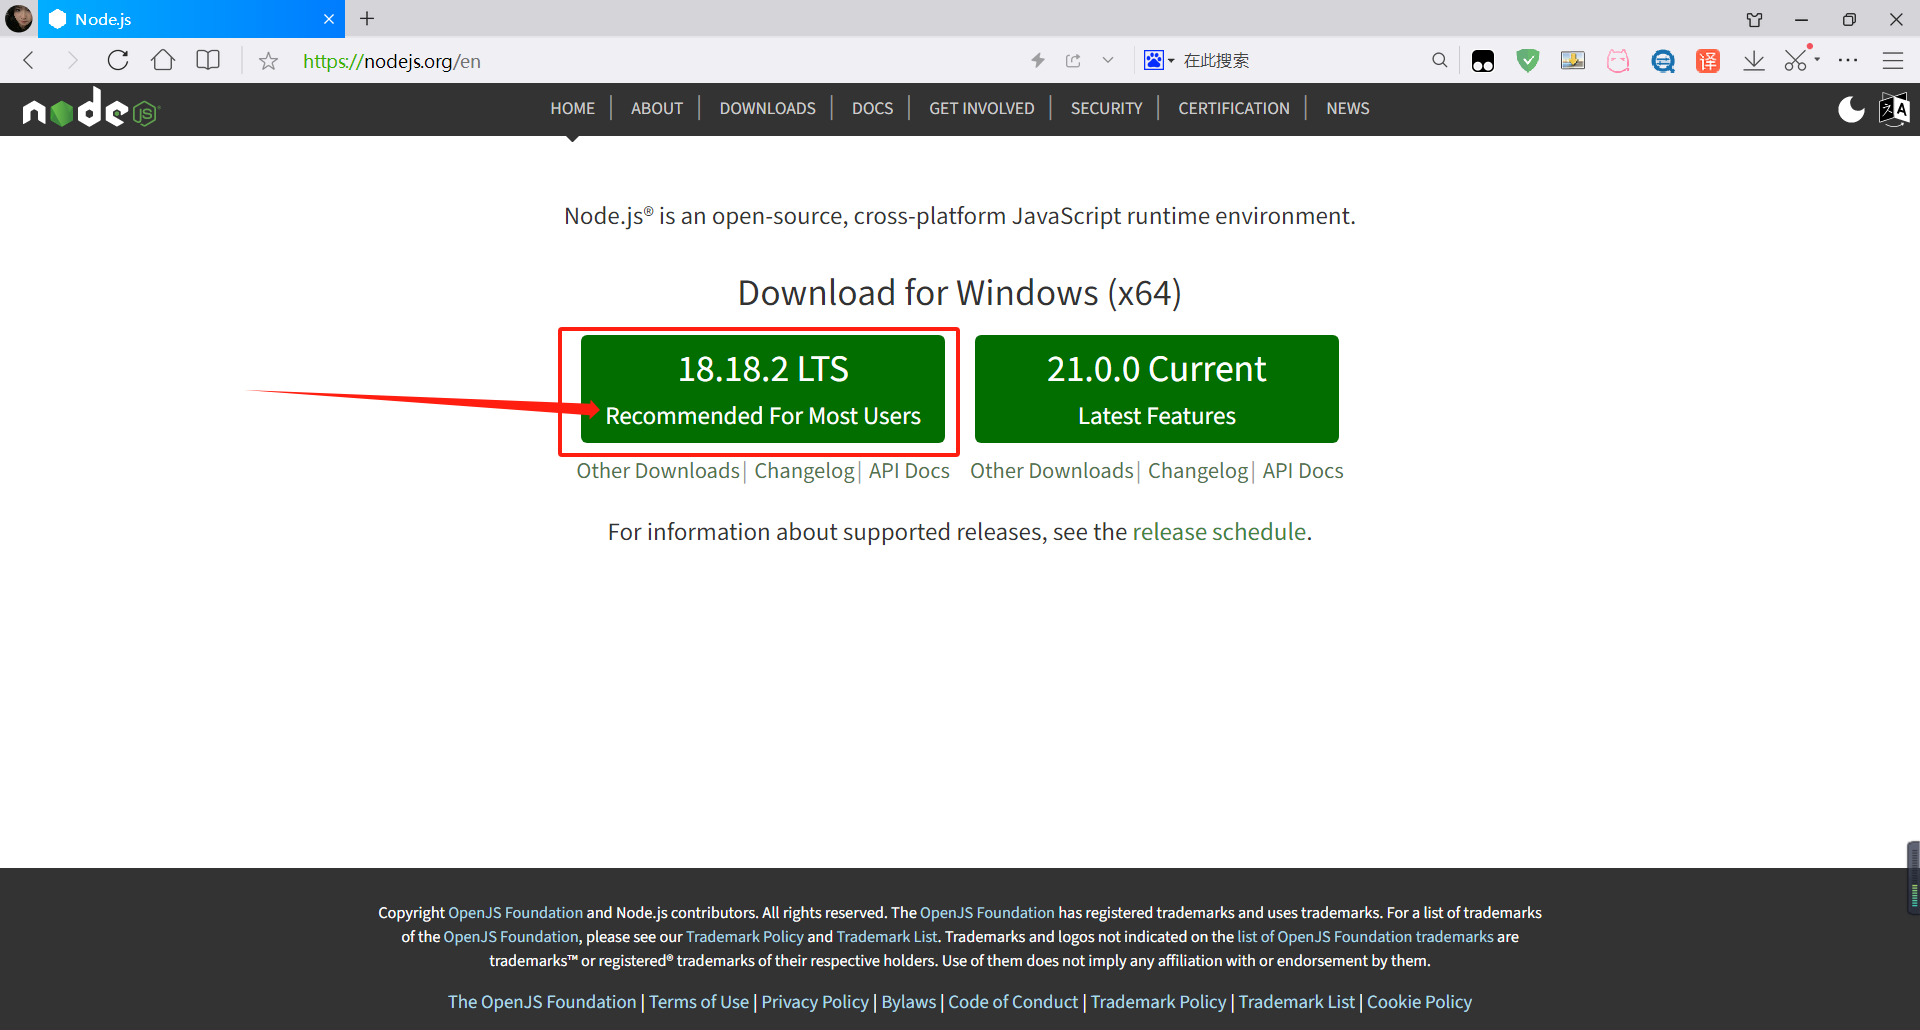 Node.js
https://nodejs.org/en
在此搜索
译
node JS
HOME
ABOUT
DOWNLOADS
DOCS
GET INVOLVED
SECURITY
CERTIFICATION
NEWS
Node.js® is an open-source, cross-platform JavaScript runtime environment.
Download for Windows (x64)
18.18.2 LTS
Recommended For Most Users
21.0.0 Current
Latest Features
Other Downloads | Changelog | API Docs
Other Downloads | Changelog | API Docs
For information about supported releases, see the release schedule.
Copyright OpenJS Foundation and Node.js contributors. All rights reserved. The OpenJS Foundation has registered trademarks and uses trademarks. For a list of trademarks
of the OpenJS Foundation, please see our Trademark Policy and Trademark List. Trademarks and logos not indicated on the list of OpenJS Foundation trademarks are
trademarks™ or registered® trademarks of their respective holders. Use of them does not imply any affiliation with or endorsement by them.
The OpenJS Foundation | Terms of Use | Privacy Policy | Bylaws | Code of Conduct | Trademark Policy | Trademark List | Cookie Policy